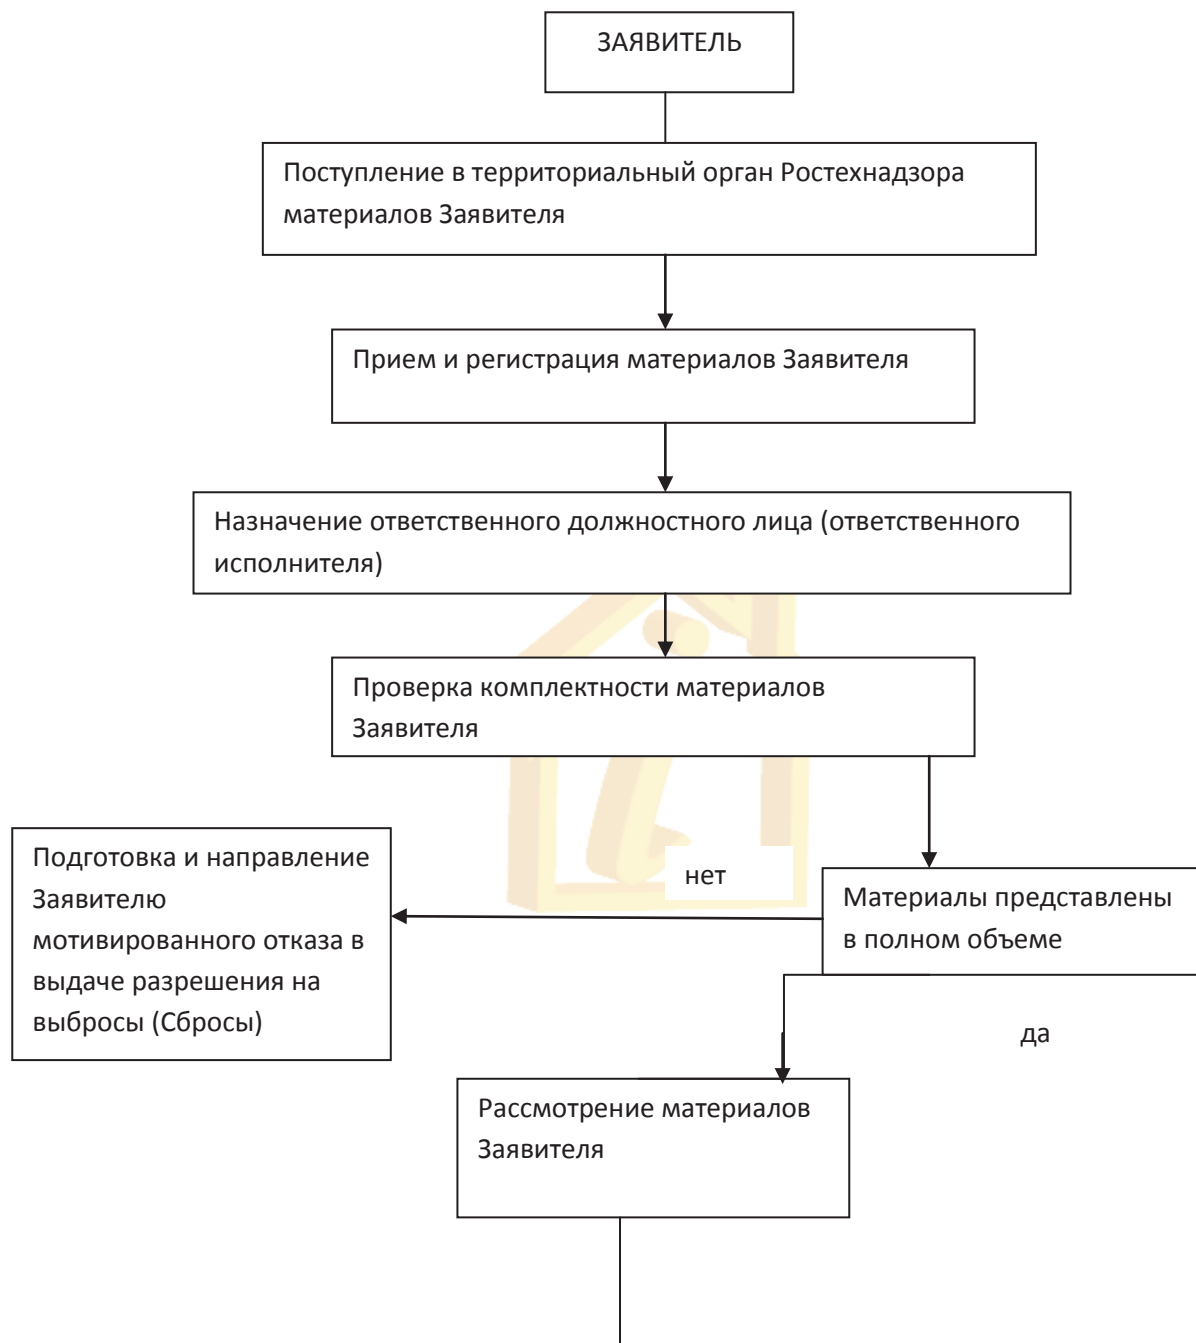 ЗАЯВИТЕЛЬ
Поступление в территориальный орган Ростехнадзора
материалов Заявителя
Прием и регистрация материалов Заявителя
Назначение ответственного должностного лица (ответственного
исполнителя)
Проверка комплектности материалов
Заявителя
Подготовка и направление
Заявителю
мотивированного отказа в
выдаче разрешения на
выбросы (Сбросы)
нет
Материалы представлены
в полном объеме
да
Рассмотрение материалов
Заявителя